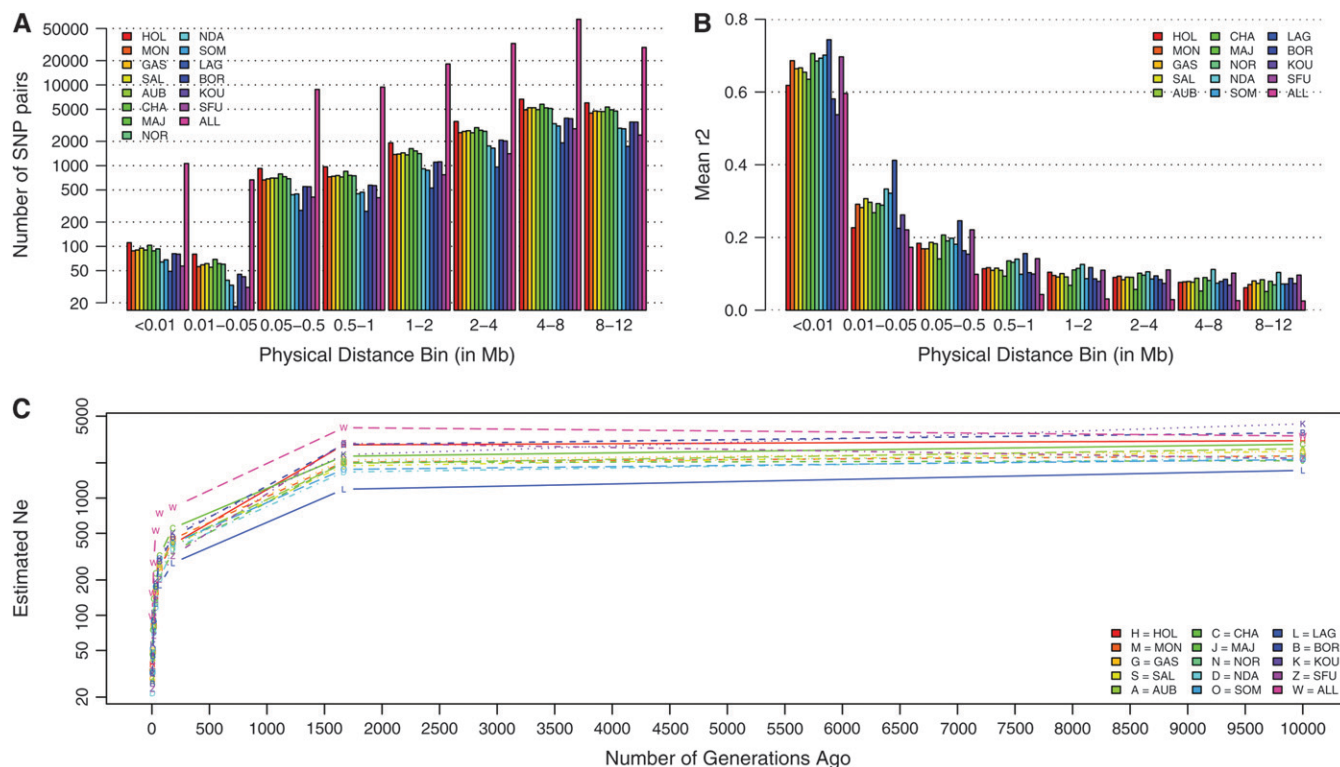 A
Number of SNP pairs
50000
20000
10000
5000
2000
1000
500
200
100
50
20
HOL
MON
GAS
SAL
AUB
CHA
MAJ
NOR
NDA
SOM
LAG
BOR
KOU
SFU
ALL
<0.01 0.01–0.05 0.05–0.5 0.5–1 1–2 2–4 4–8 8–12
Physical Distance Bin (in Mb)
B
Mean r2
0.8
0.6
0.4
0.2
0.0
HOL CHA LAG
MON MAJ BOR
GAS NOR KOU
SAL NDA SFU
AUB SOM ALL
<0.01 0.01–0.05 0.05–0.5 0.5–1 1–2 2–4 4–8 8–12
Physical Distance Bin (in Mb)
C
Estimated Ne
5000
1000
500
200
100
50
20
H = HOL C = CHA L = LAG
M = MON J = MAJ B = BOR
G = GAS N = NOR K = KOU
S = SAL D = NDA Z = SFU
A = AUB O = SOM W = ALL
0 500 1000 1500 2000 2500 3000 3500 4000 4500 5000 5500 6000 6500 7000 7500 8000 8500 9000 9500 10000
Number of Generations Ago